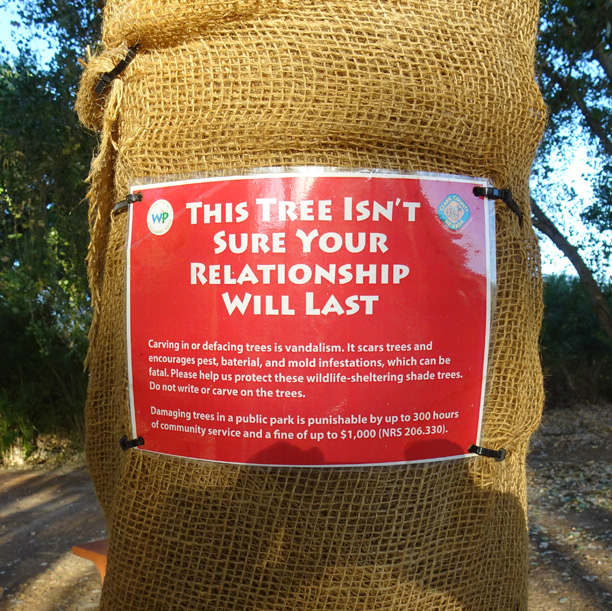 WP
THIS TREE ISN'T
SURE YOUR
RELATIONSHIP
WILL LAST
Carving in or defacing trees is vandalism. It scars trees and
encourages pest, baterial, and mold infestations, which can be
fatal. Please help us protect these wildlife-sheltering shade trees.
Do not write or carve on the trees.
Damaging trees in a public park is punishable by up to 300 hours
of community service and a fine of up to $1,000 (NRS 206.330).